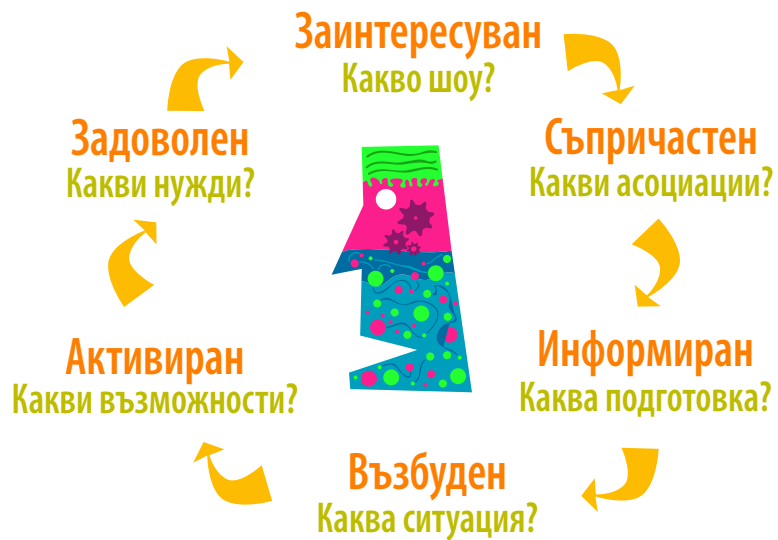 Заинтересуван
Какво шоу?
Съпричастен
Какви асоциации?
Информиран
Каква подготовка?
Възбуден
Каква ситуация?
Активиран
Какви възможности?
Задоволен
Какви нужди?